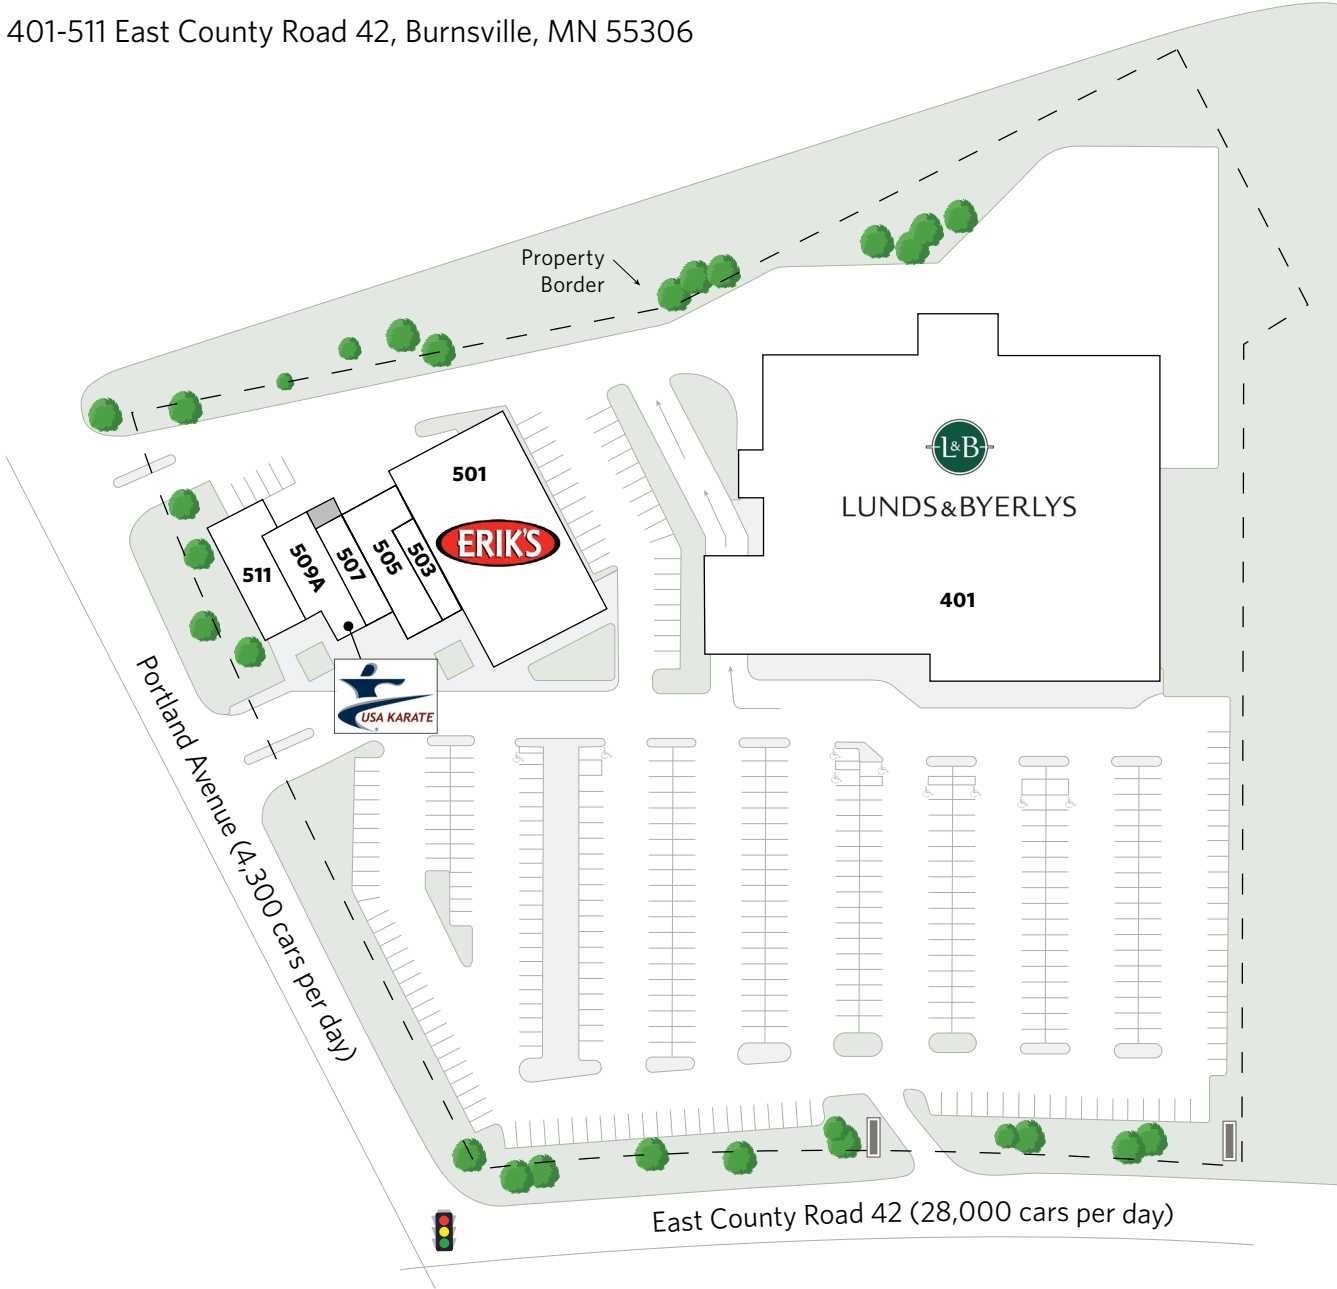 401-511 East County Road 42, Burnsville, MN 55306
Property
Border
501
ERIK'S
503
505
507
509A
511
USA KARATE
L&B
LUNDS&BYERLYS
401
Portland Avenue (4,300 cars per day)
East County Road 42 (28,000 cars per day)